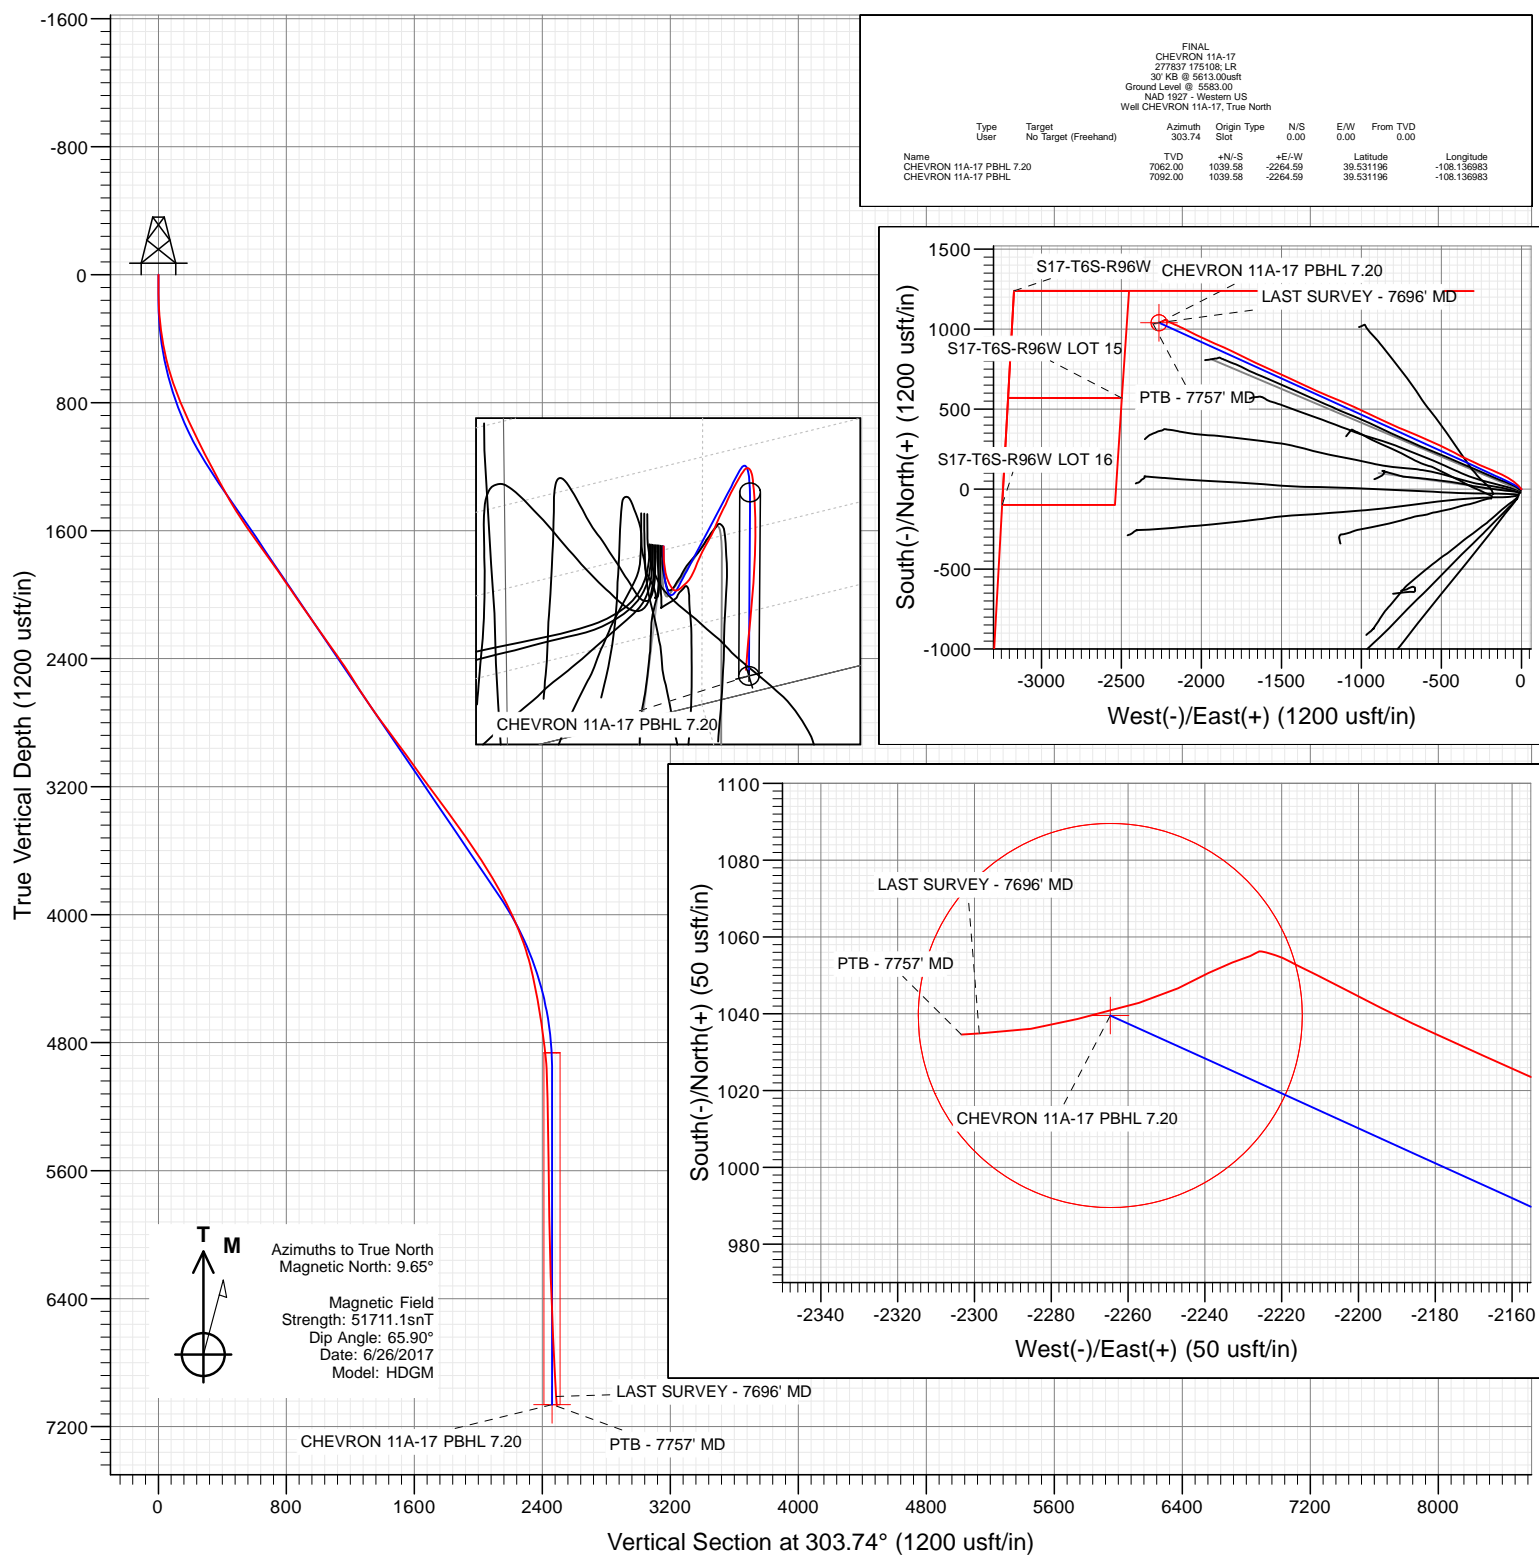 FINAL
CHEVRON 11A-17
277837 175108; LR
30' KB @ 5613.00usft
Ground Level @ 5583.00
NAD 1927 - Western US
Well CHEVRON 11A-17, True North
Type Target Azimuth Origin Type N/S E/W From TVD
User No Target (Freehand) 303.74 Slot 0.00 0.00 0.00
Name TVD +N/-S +E/-W Latitude Longitude
CHEVRON 11A-17 PBHL 7.20 7062.00 1039.58 -2264.59 39.531196 -108.136983
CHEVRON 11A-17 PBHL 7092.00 1039.58 -2264.59 39.531196 -108.136983
True Vertical Depth (1200 usft/in)
-1600
-800
0
800
1600
2400
3200
4000
4800
5600
6400
7200
0 800 1600 2400 3200 4000 4800 5600 6400 7200 8000
Vertical Section at 303.74° (1200 usft/in)
LAST SURVEY - 7696' MD
CHEVRON 11A-17 PBHL 7.20
PTB - 7757' MD
CHEVRON 11A-17 PBHL 7.20
South(-)/North(+) (1200 usft/in)
1500
1000
500
0
-500
-1000
S17-T6S-R96W
CHEVRON 11A-17 PBHL 7.20
LAST SURVEY - 7696' MD
S17-T6S-R96W LOT 15
PTB - 7757' MD
S17-T6S-R96W LOT 16
-3000 -2500 -2000 -1500 -1000 -500 0
West(-)/East(+) (1200 usft/in)
South(-)/North(+) (50 usft/in)
1100
1080
1060
1040
1020
1000
980
LAST SURVEY - 7696' MD
PTB - 7757' MD
CHEVRON 11A-17 PBHL 7.20
-2340 -2320 -2300 -2280 -2260 -2240 -2220 -2200 -2180 -2160
West(-)/East(+) (50 usft/in)
T
M
Azimuths to True North
Magnetic North: 9.65°
Magnetic Field
Strength: 51711.1snT
Dip Angle: 65.90°
Date: 6/26/2017
Model: HDGM